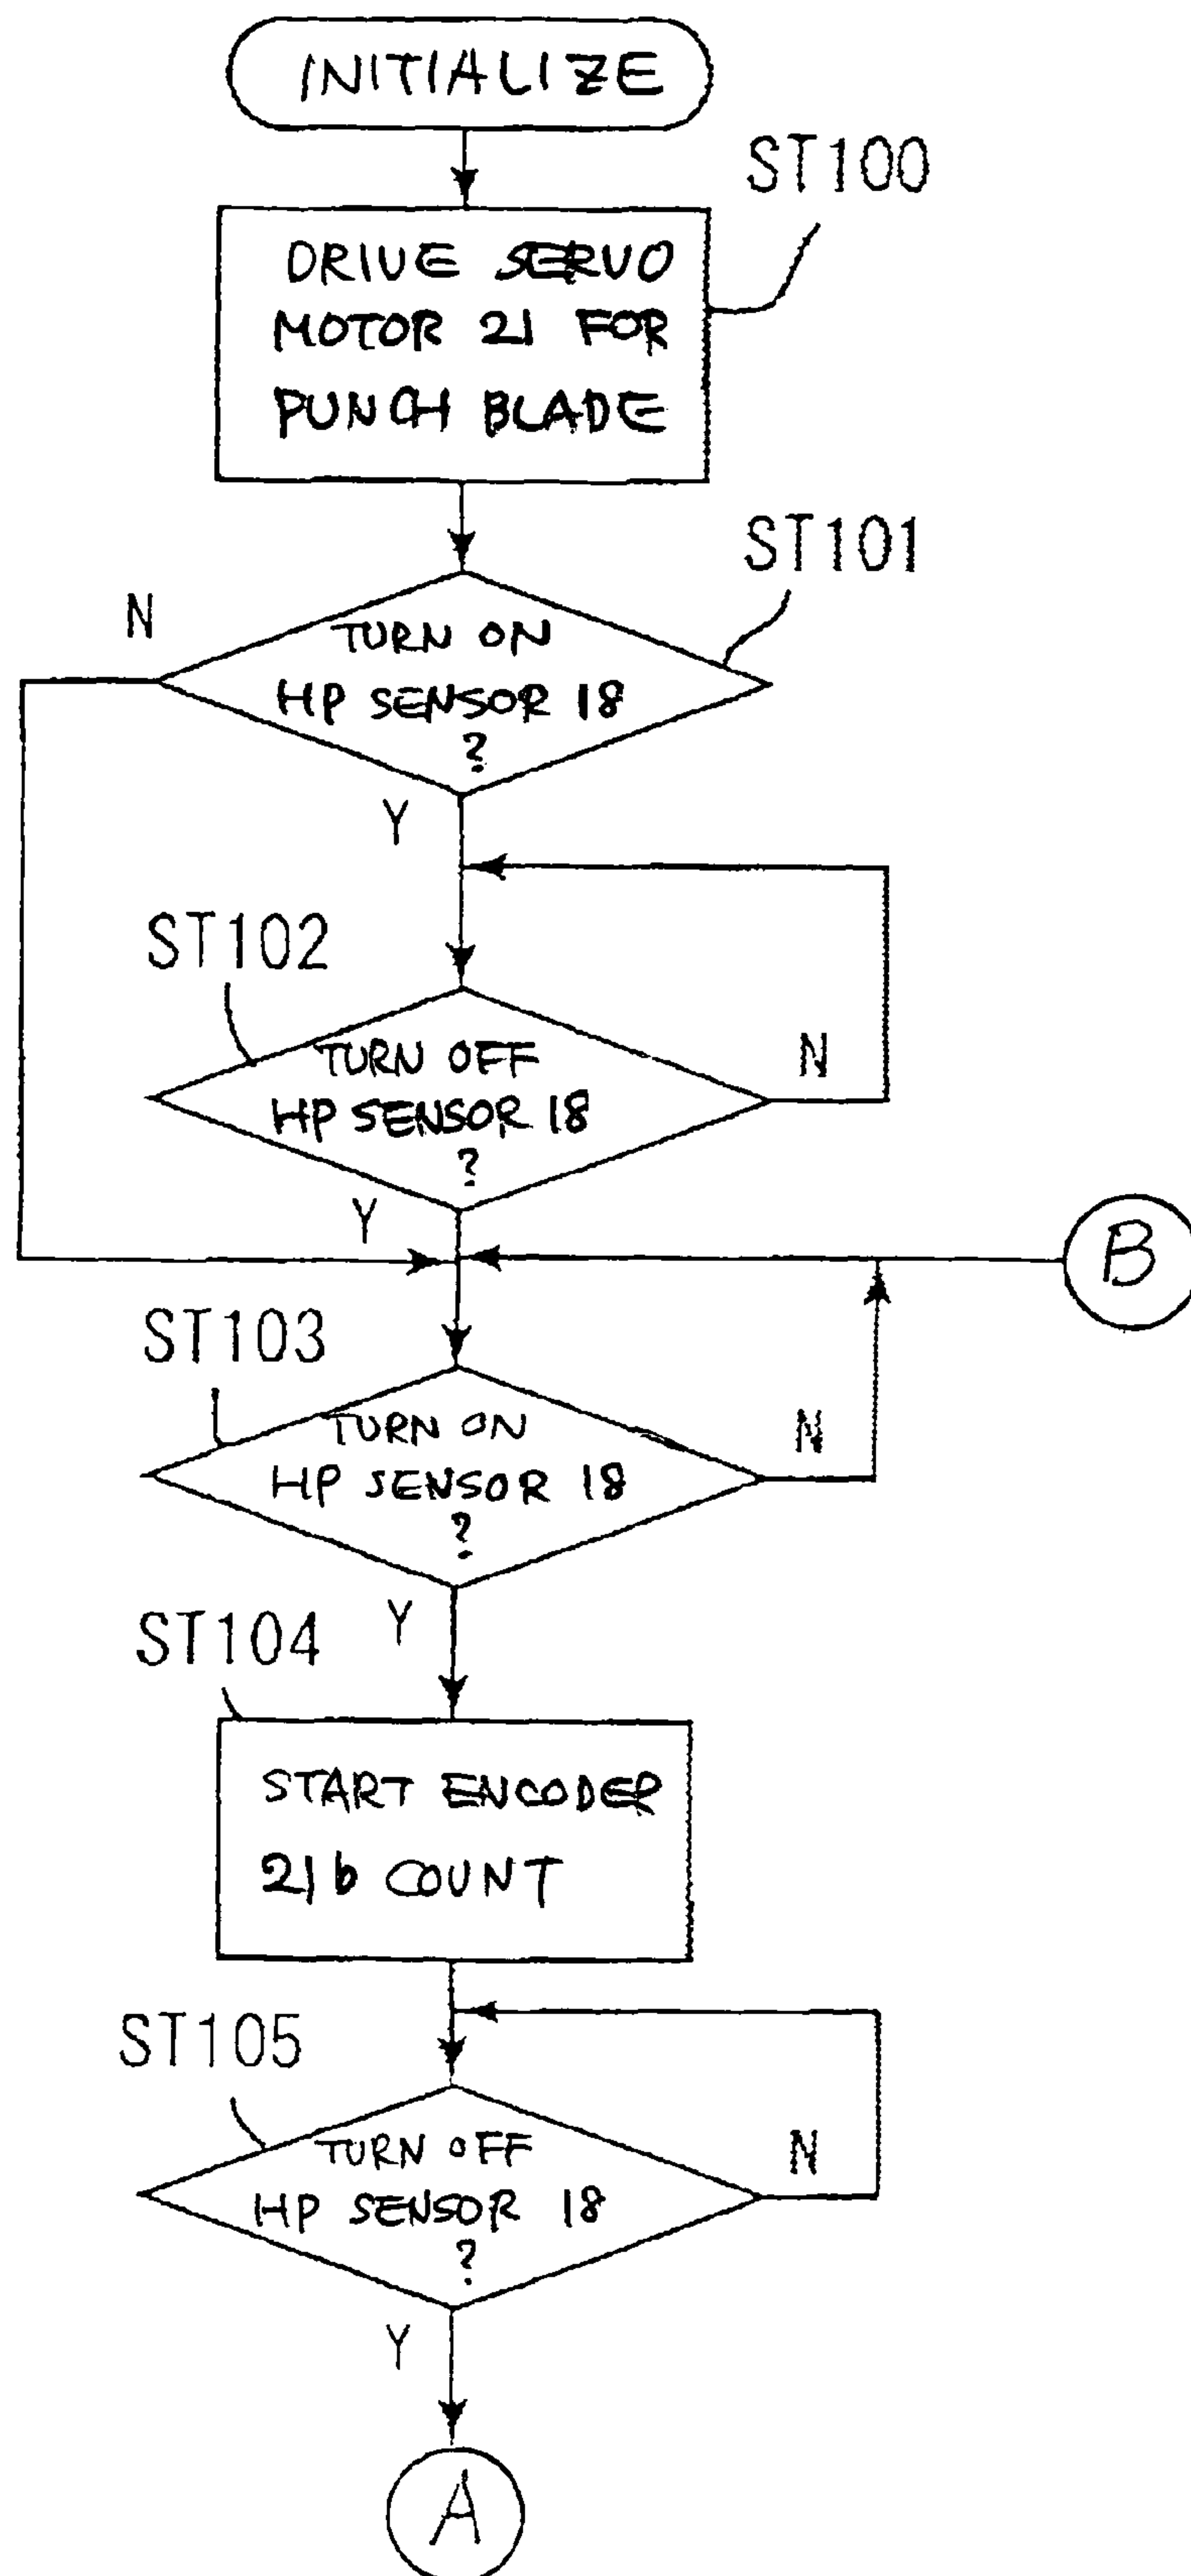 INITIALIZE
ST100
DRIVE SERVO
MOTOR 21 FOR
PUNCH BLADE
ST101
N
TURN ON
HP SENSOR 18
?
Y
ST102
TURN OFF
HP SENSOR 18
?
N
Y
B
ST103
TURN ON
HP SENSOR 18
?
N
Y
ST104
START ENCODER
21b COUNT
ST105
TURN OFF
HP SENSOR 18
?
N
Y
A